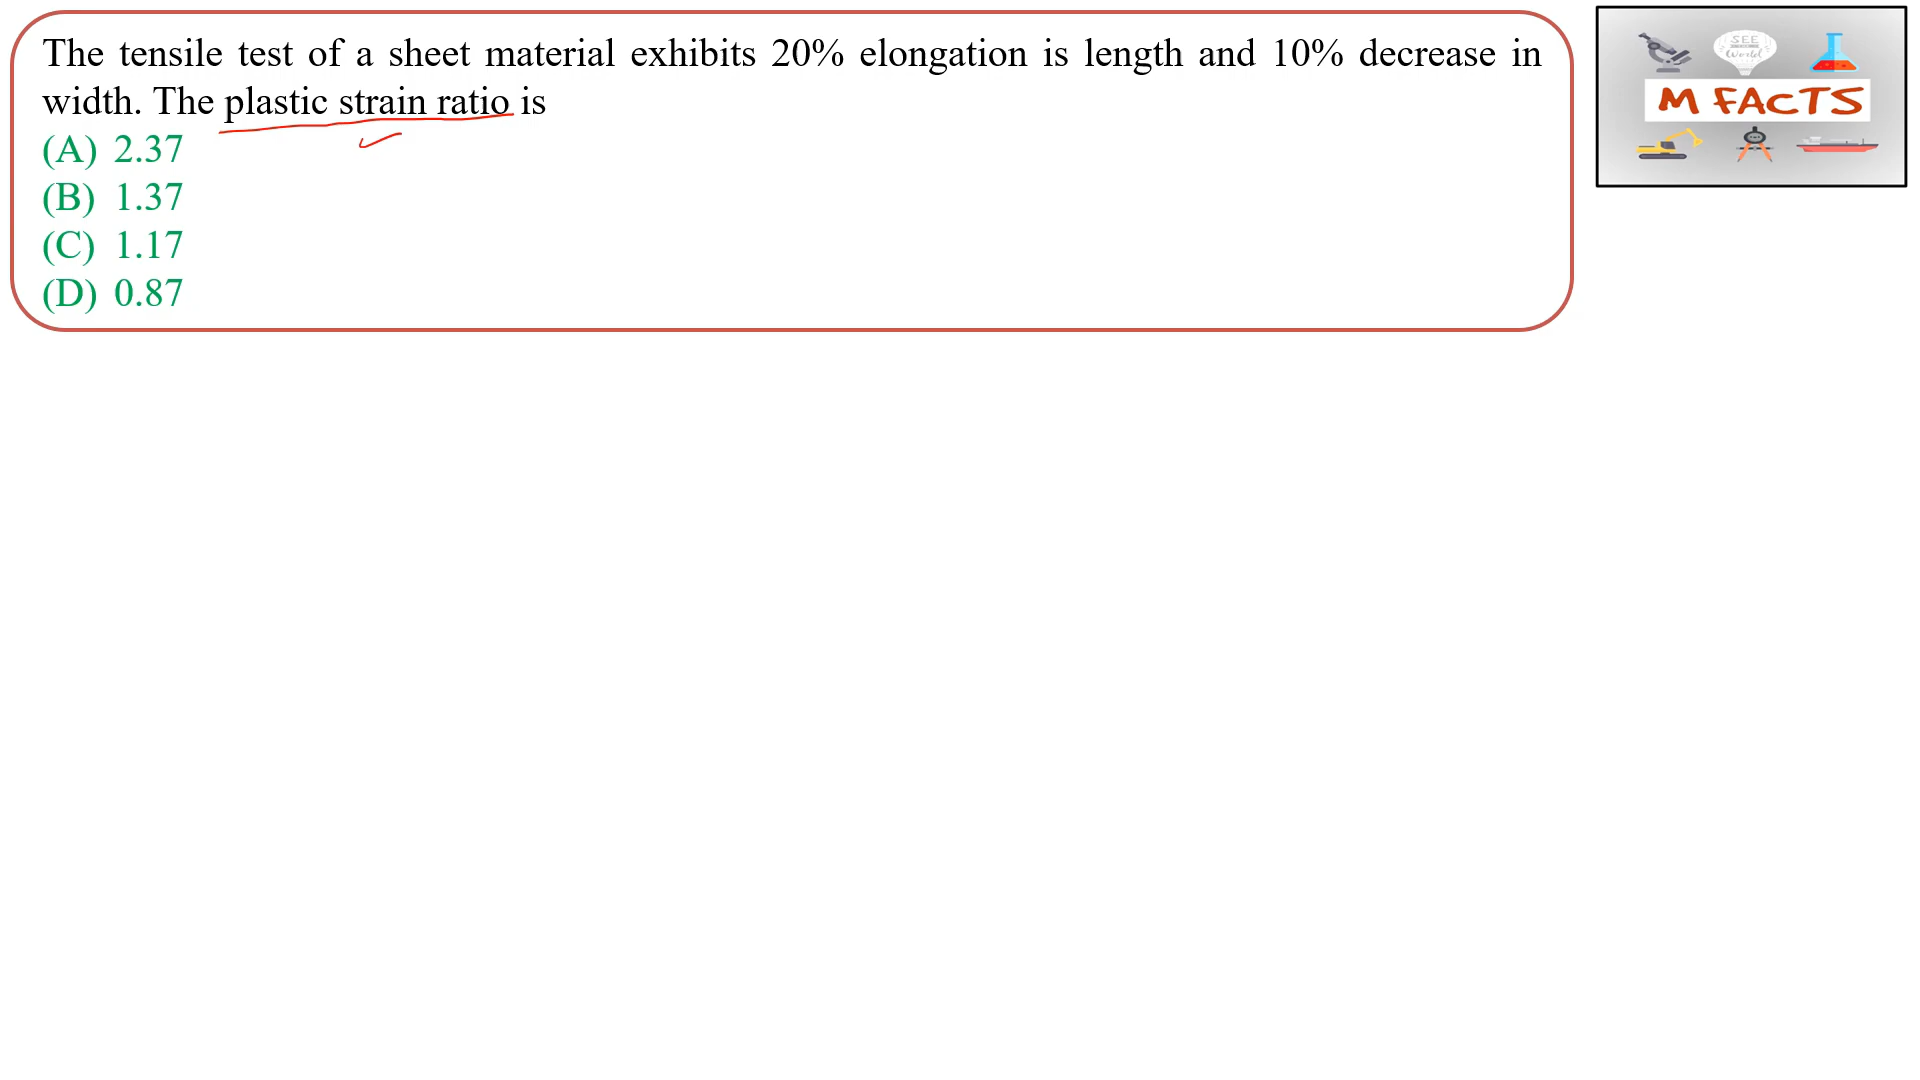 The tensile test of a sheet material exhibits 20% elongation is length and 10% decrease in
width. The plastic strain ratio is
(A) 2.37
(B) 1.37
(C) 1.17
(D) 0.87
SEE
World
M FACTS